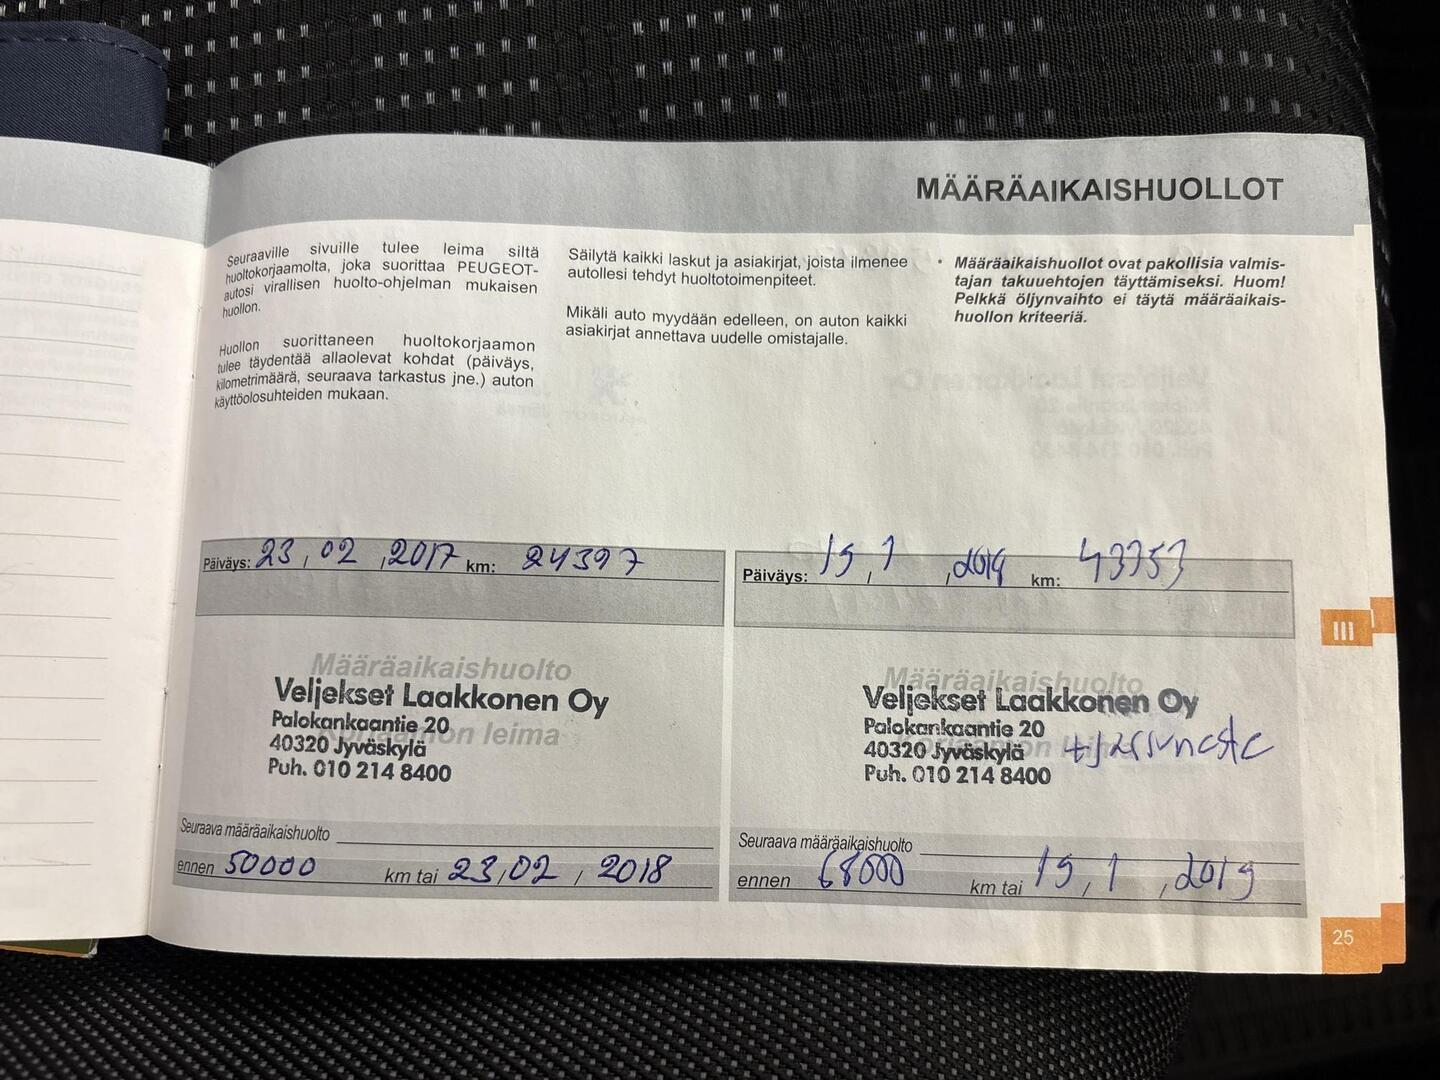 MÄÄRÄAIKAISHUOLLOT
Seuraaville sivuille tulee leima siltä
huoltokorjaamolta, joka suorittaa PEUGEOT-
autosi virallisen huolto-ohjelman mukaisen
huollon.
Huollon suorittaneen huoltokorjaamon
tulee täydentää allaolevat kohdat (päiväys,
kilometrimäärä, seuraava tarkastus jne.) auton
käyttöolosuhteiden mukaan.
Säilytä kaikki laskut ja asiakirjat, joista ilmenee
autollesi tehdyt huoltotoimenpiteet.
Mikäli auto myydään edelleen, on auton kaikki
asiakirjat annettava uudelle omistajalle.
• Määräaikaishuollot ovat pakollisia valmis-
tajan takuuehtojen täyttämiseksi. Huom!
Pelkkä öljynvaihto ei täytä määräaikais-
huollon kriteeriä.
Päiväys: 23, 02, 2017 km: 24397
Määräaikaishuolto
Veljekset Laakkonen Oy
Palokankaantie 20
Korjaamon leima
40320 Jyväskylä
Puh. 010 214 8400
Seuraava määräaikaishuolto
ennen 50000 km tai 23,02, 2018
Päiväys: 15, 1, km:
Määräaikaishuolto
Veljekset Laakkonen Oy
Palokankaantie 20
Korjaamon leima
40320 Jyväskylä + jarruneste
Puh. 010 214 8400
Seuraava määräaikaishuolto
ennen 68000 km tai 15, 1, 2019
III
25